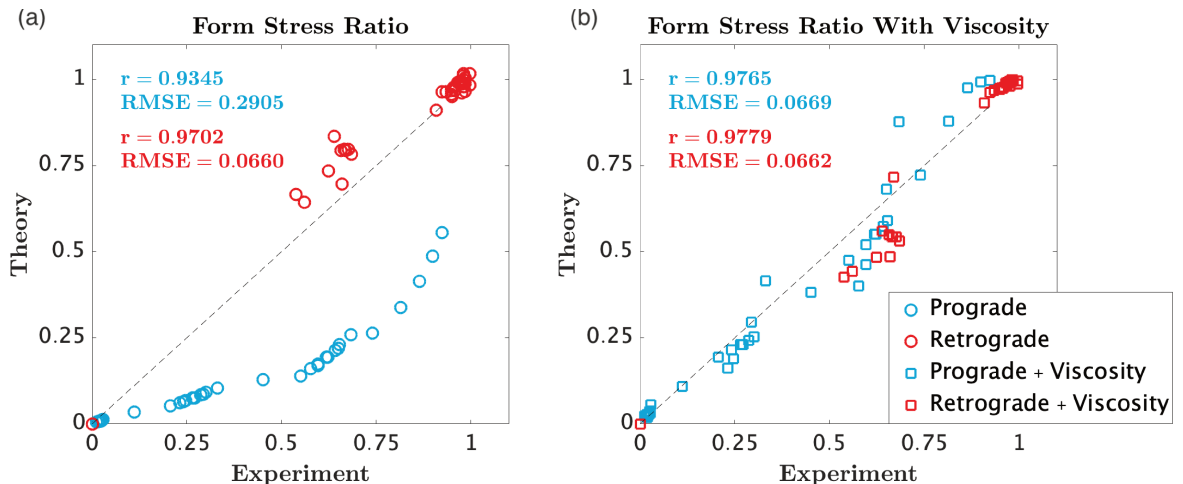 (a)
Form Stress Ratio
r = 0.9345
RMSE = 0.2905
r = 0.9702
RMSE = 0.0660
Theory
1
0.75
0.5
0.25
0
0
0.25
0.5
0.75
1
Experiment
(b)
Form Stress Ratio With Viscosity
r = 0.9765
RMSE = 0.0669
r = 0.9779
RMSE = 0.0662
Theory
1
0.75
0.5
0.25
0
0
0.25
0.5
0.75
1
Experiment
Prograde
Retrograde
Prograde + Viscosity
Retrograde + Viscosity